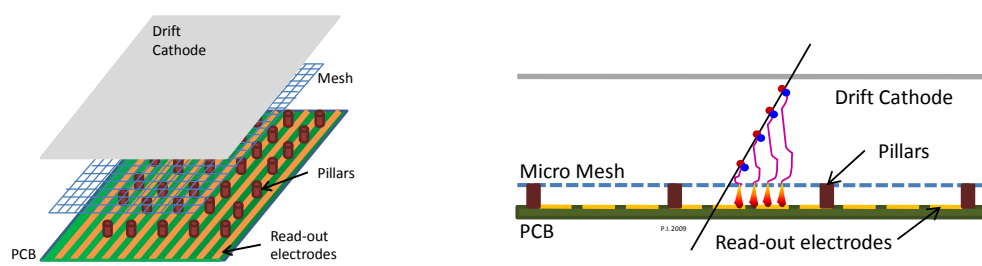 Drift
Cathode
Mesh
Pillars
Read-out
electrodes
PCB
Drift Cathode
Pillars
Micro Mesh
PCB
P.I. 2009
Read-out electrodes